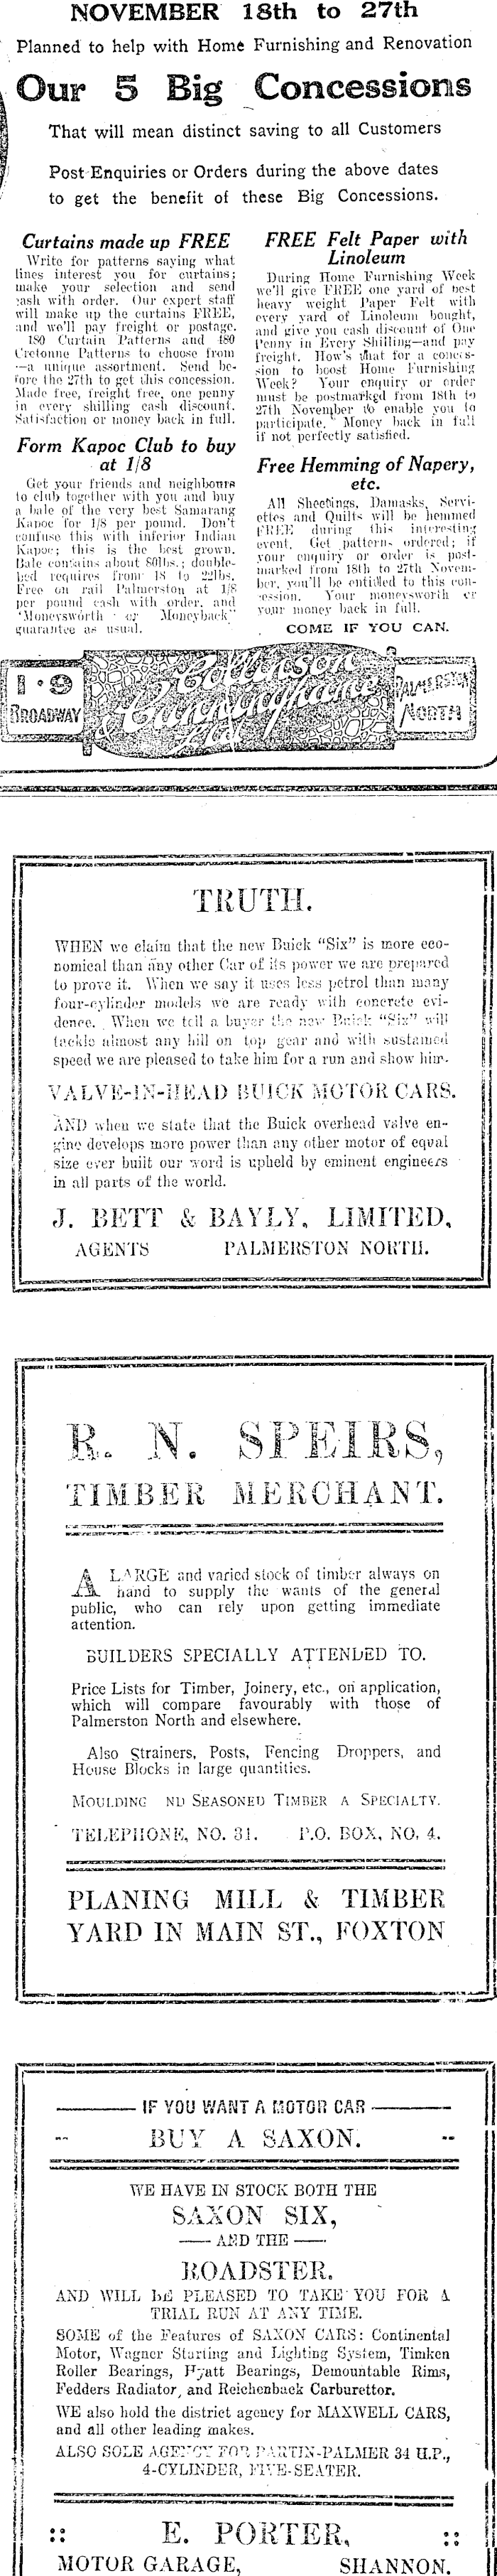 NOVEMBER 18th to 27th
Planned to help with Home Furnishing and Renovation
Our 5 Big Concessions
That will mean distinct saving to all Customers
Post Enquiries or Orders during the above dates
to get the benefit of these Big Concessions.
Curtains made up FREE
Write for patterns saying what
lines interest you for curtains;
make your selection and send
cash with order. Our expert staff
will make up the curtains FREE,
and we'll pay freight or postage.
480 Curtain Patterns and 480
Cretonne Patterns to choose from
—a unique assortment. Send be-
fore the 27th to get this concession.
Made free, freight free, one penny
in every shilling cash discount.
Satisfaction or money back in full.
Form Kapoc Club to buy
at 1/8
Get your friends and neighbours
to club together with you and buy
a bale of the very best Samarang
Kapoc for 1/8 per pound. Don't
confuse this with inferior Indian
Kapoc; this is the best grown.
Bale contains about 80lbs.; double-
bed requires from 18 to 22lbs.
Free on rail Palmerston at 1/8
per pound cash with order, and
"Moneysworth or Moneyback"
guarantee as usual.
FREE Felt Paper with
Linoleum
During Home Furnishing Week
we'll give FREE one yard of best
heavy weight Paper Felt with
every yard of Linoleum bought,
and give you cash discount of One
Penny in Every Shilling—and pay
freight. How's that for a conces-
sion to boost Home Furnishing
Week? Your enquiry or order
must be postmarked from 18th to
27th November to enable you to
participate. Money back in full
if not perfectly satisfied.
Free Hemming of Napery,
etc.
All Sheetings, Damasks, Servi-
ettes and Quilts will be hemmed
FREE during this interesting
event. Get patterns ordered; if
your enquiry or order is post-
marked from 18th to 27th Novem-
ber, you'll be entitled to this con-
cession. Your moneysworth or
your money back in full.
COME IF YOU CAN.
1·9
BROADWAY
Collinson
& Cunninghame
Ltd
PALMERSTON
NORTH
TRUTH.
WHEN we claim that the new Buick "Six" is more eco-
nomical than any other Car of its power we are prepared
to prove it. When we say it uses less petrol than many
four-cylinder models we are ready with concrete evi-
dence. When we tell a buyer the new Buick "Six" will
tackle almost any hill on top gear and with sustained
speed we are pleased to take him for a run and show him.
VALVE-IN-HEAD BUICK MOTOR CARS.
AND when we state that the Buick overhead valve en-
gine develops more power than any other motor of equal
size ever built our word is upheld by eminent engineers
in all parts of the world.
J. BETT & BAYLY, LIMITED,
AGENTS PALMERSTON NORTH.
R. N. SPEIRS,
TIMBER MERCHANT.
A LARGE and varied stock of timber always on
hand to supply the wants of the general
public, who can rely upon getting immediate
attention.
BUILDERS SPECIALLY ATTENDED TO.
Price Lists for Timber, Joinery, etc., on application,
which will compare favourably with those of
Palmerston North and elsewhere.
Also Strainers, Posts, Fencing Droppers, and
House Blocks in large quantities.
MOULDING ND SEASONED TIMBER A SPECIALTY.
TELEPHONE, NO. 31. P.O. BOX, NO. 4.
PLANING MILL & TIMBER
YARD IN MAIN ST., FOXTON
IF YOU WANT A MOTOR CAR
-- BUY A SAXON. --
WE HAVE IN STOCK BOTH THE
SAXON SIX,
— AND THE —
ROADSTER.
AND WILL BE PLEASED TO TAKE YOU FOR A
TRIAL RUN AT ANY TIME.
SOME of the Features of SAXON CARS: Continental
Motor, Wagner Starting and Lighting System, Timken
Roller Bearings, Hyatt Bearings, Demountable Rims,
Fedders Radiator, and Reichenback Carburettor.
WE also hold the district agency for MAXWELL CARS,
and all other leading makes.
ALSO SOLE AGENCY FOR PARTIN-PALMER 34 H.P.,
4-CYLINDER, FIVE-SEATER.
:: E. PORTER, ::
MOTOR GARAGE, SHANNON.